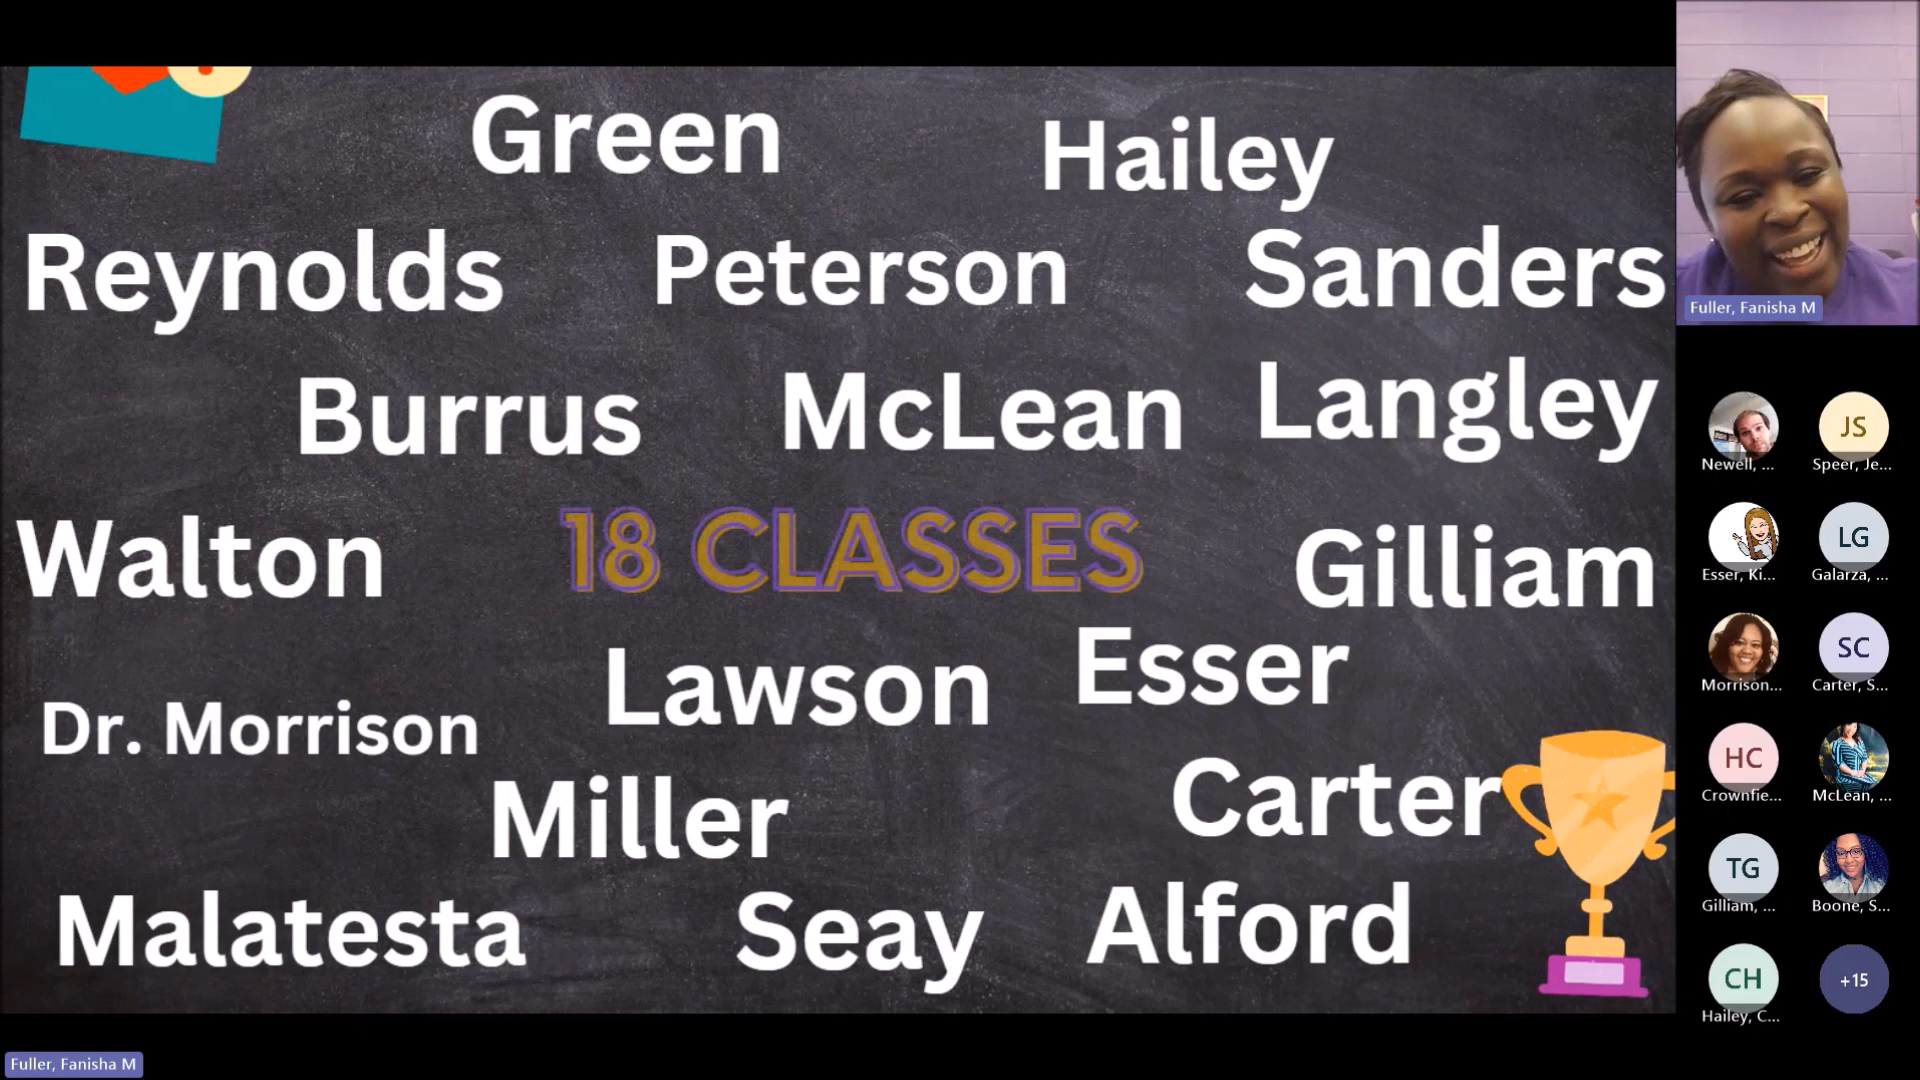 Green
Hailey
Reynolds
Peterson
Sanders
Burrus
McLean
Langley
Walton
18 CLASSES
Gilliam
Lawson
Esser
Dr. Morrison
Miller
Carter
Malatesta
Seay
Alford
Fuller, Fanisha M
Newell, ...
JS
Speer, Je...
Esser, Ki...
LG
Galarza, ...
Morrison...
SC
Carter, S...
HC
Crownfie...
McLean, ...
TG
Gilliam, ...
Boone, S...
CH
Hailey, C...
+15
Fuller, Fanisha M